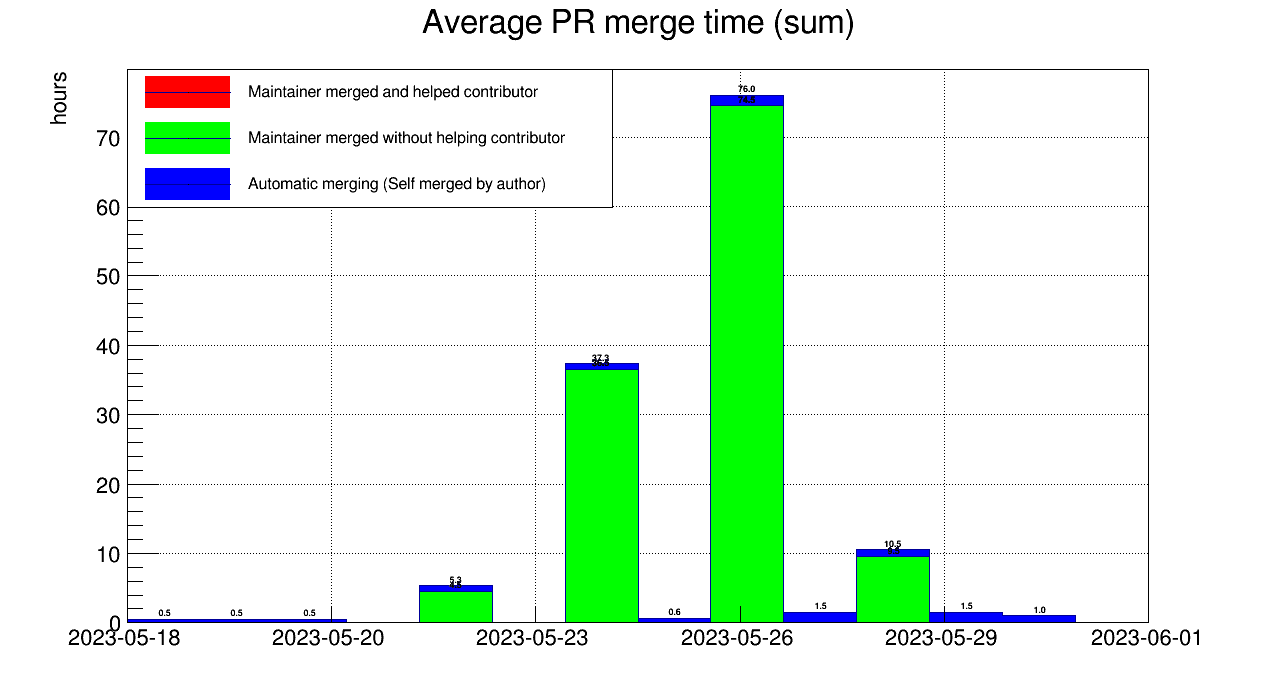 Average PR merge time (sum)
hours
Maintainer merged and helped contributor
Maintainer merged without helping contributor
Automatic merging (Self merged by author)
70
60
50
40
30
20
10
0
76.0
74.5
37.3
5.3
10.5
0.5 0.5 0.5 0.6 1.5 1.5 1.0
2023-05-18 2023-05-20 2023-05-23 2023-05-26 2023-05-29 2023-06-01